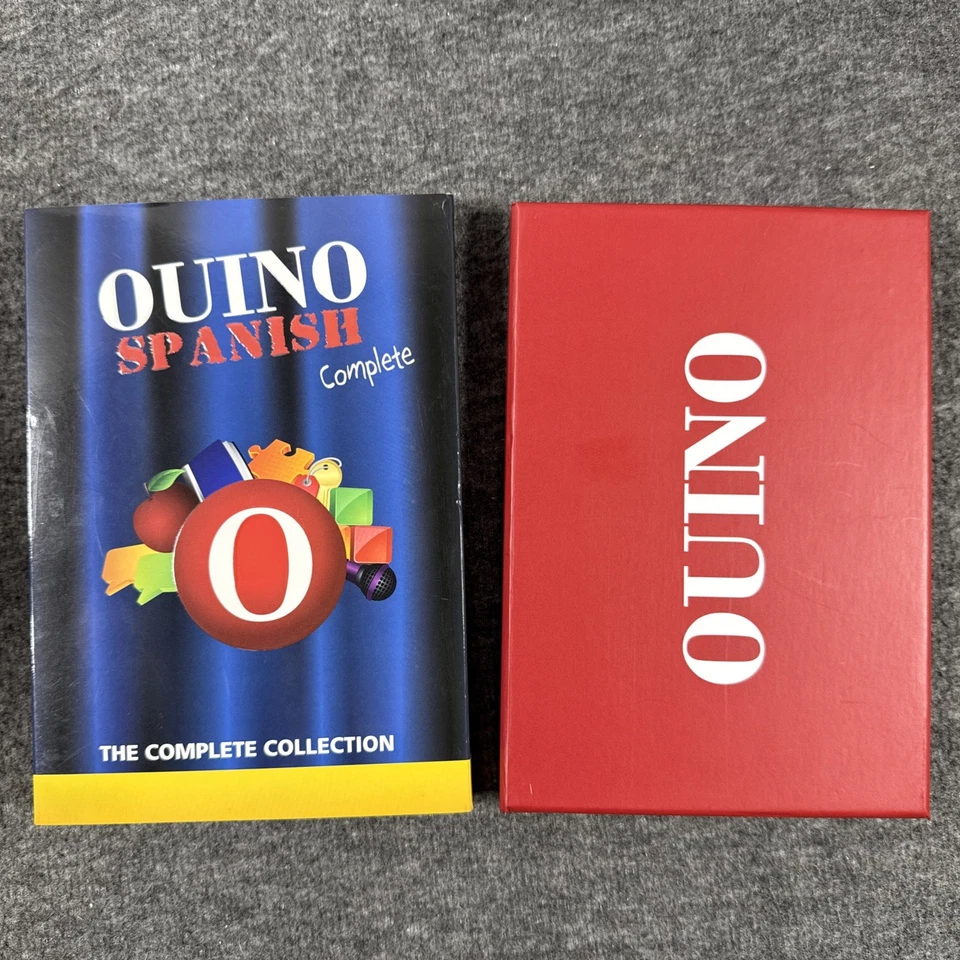 OUINO
SPANISH
Complete
O
THE COMPLETE COLLECTION
OUINO